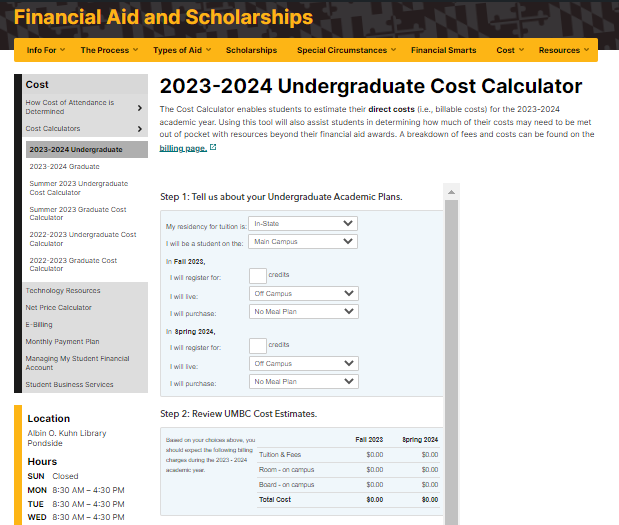 Financial Aid and Scholarships
Info For The Process Types of Aid Scholarships Special Circumstances Financial Smarts Cost Resources
Cost
How Cost of Attendance is
Determined
Cost Calculators
2023-2024 Undergraduate
2023-2024 Graduate
Summer 2023 Undergraduate
Cost Calculator
Summer 2023 Graduate Cost
Calculator
2022-2023 Undergraduate Cost
Calculator
2022-2023 Graduate Cost
Calculator
Technology Resources
Net Price Calculator
E-Billing
Monthly Payment Plan
Managing My Student Financial
Account
Student Business Services
Location
Albin O. Kuhn Library
Pondside
Hours
SUN Closed
MON 8:30 AM – 4:30 PM
TUE 8:30 AM – 4:30 PM
WED 8:30 AM – 4:30 PM
2023-2024 Undergraduate Cost Calculator
The Cost Calculator enables students to estimate their direct costs (i.e., billable costs) for the 2023-2024
academic year. Using this tool will also assist students in determining how much of their costs may need to be met
out of pocket with resources beyond their financial aid awards. A breakdown of fees and costs can be found on the
billing page.
Step 1: Tell us about your Undergraduate Academic Plans.
My residency for tuition is: In-State
I will be a student on the: Main Campus
In Fall 2023,
I will register for: credits
I will live: Off Campus
I will purchase: No Meal Plan
In Spring 2024,
I will register for: credits
I will live: Off Campus
I will purchase: No Meal Plan
Step 2: Review UMBC Cost Estimates.
Based on your choices above, you
should expect the following billing
charges during the 2023 - 2024
academic year.
Fall 2023 Spring 2024
Tuition & Fees $0.00 $0.00
Room - on campus $0.00 $0.00
Board - on campus $0.00 $0.00
Total Cost $0.00 $0.00